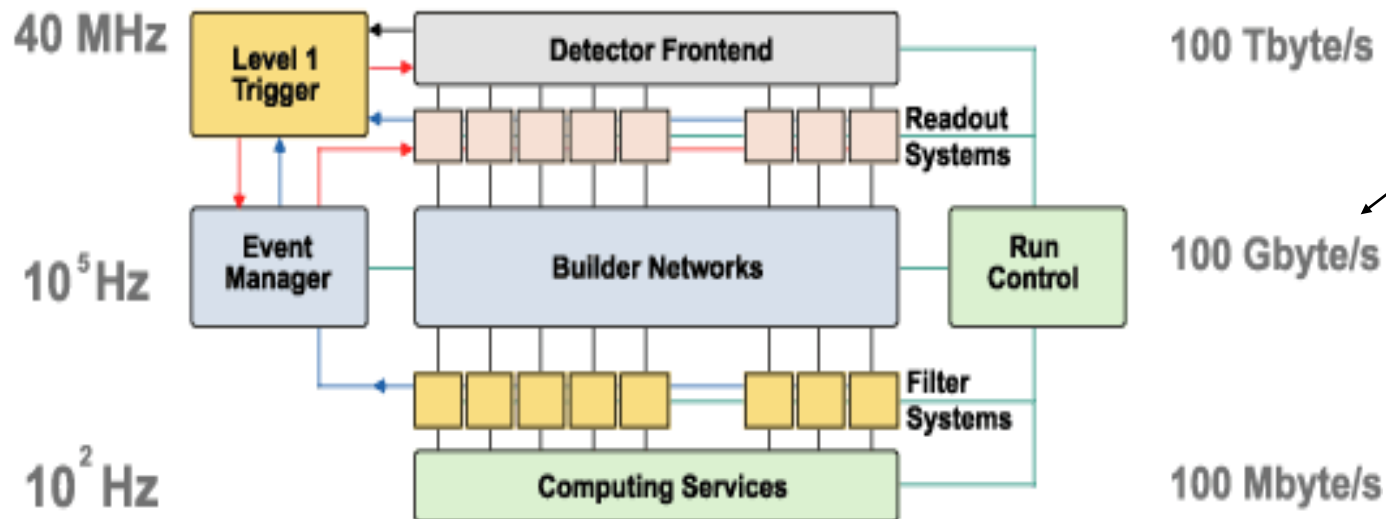 40 MHz
Level 1
Trigger
Detector Frontend
100 Tbyte/s
Readout
Systems
10⁵ Hz
Event
Manager
Builder Networks
Run
Control
100 Gbyte/s
Filter
Systems
10² Hz
Computing Services
100 Mbyte/s